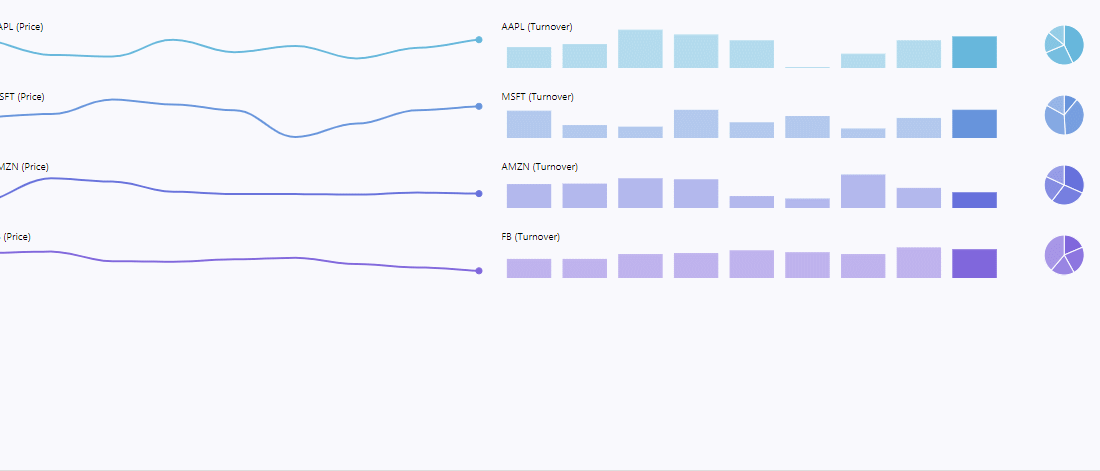 APL (Price)
AAPL (Turnover)
SFT (Price)
MSFT (Turnover)
MZN (Price)
AMZN (Turnover)
(Price)
FB (Turnover)